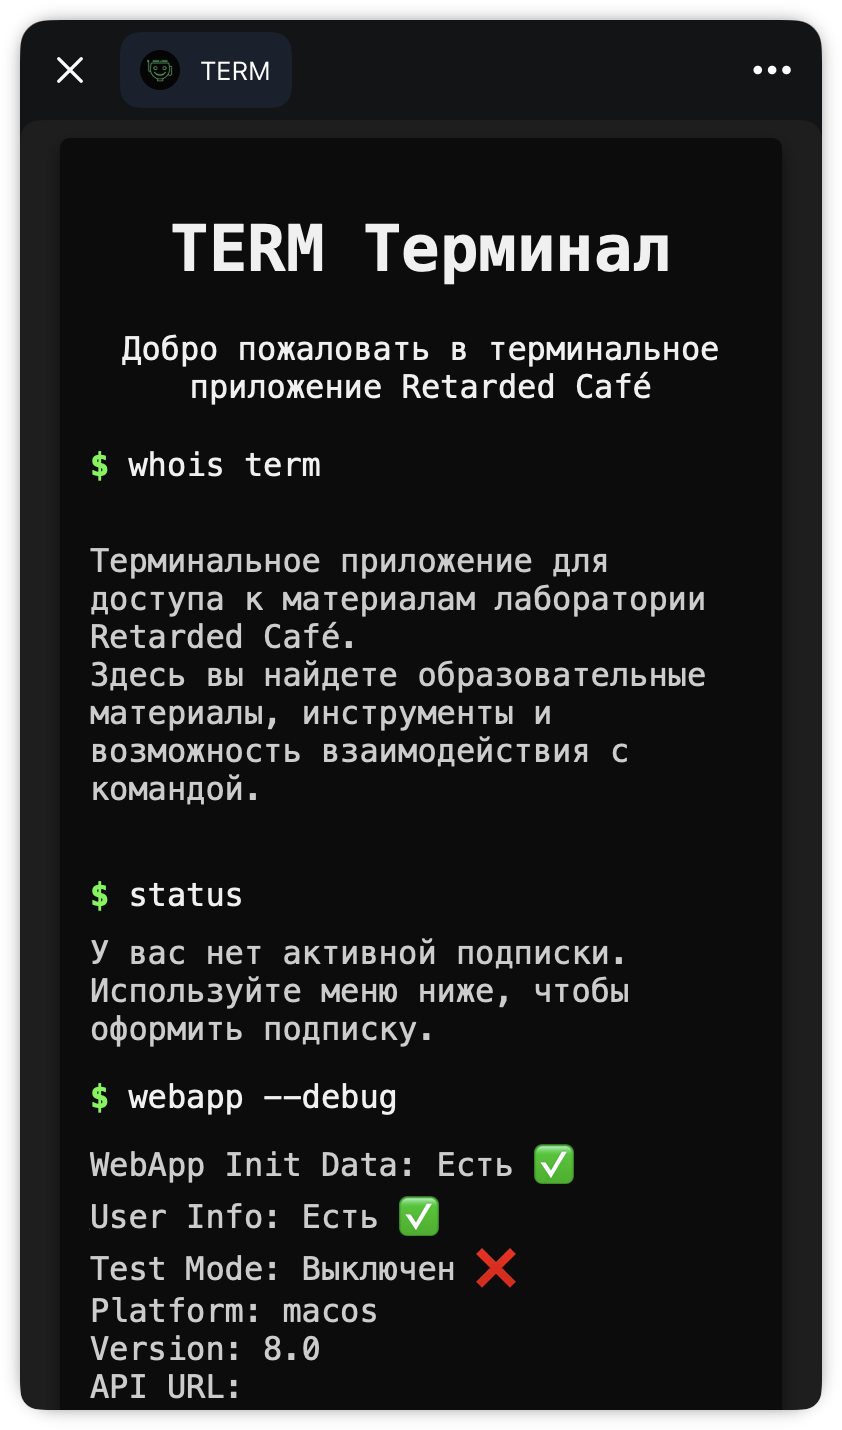 TERM
TERM Терминал
Добро пожаловать в терминальное
приложение Retarded Café
$ whois term
Терминальное приложение для
доступа к материалам лаборатории
Retarded Café.
Здесь вы найдете образовательные
материалы, инструменты и
возможность взаимодействия с
командой.
$ status
У вас нет активной подписки.
Используйте меню ниже, чтобы
оформить подписку.
$ webapp --debug
WebApp Init Data: Есть ✅
User Info: Есть ✅
Test Mode: Выключен ❌
Platform: macos
Version: 8.0
API URL: